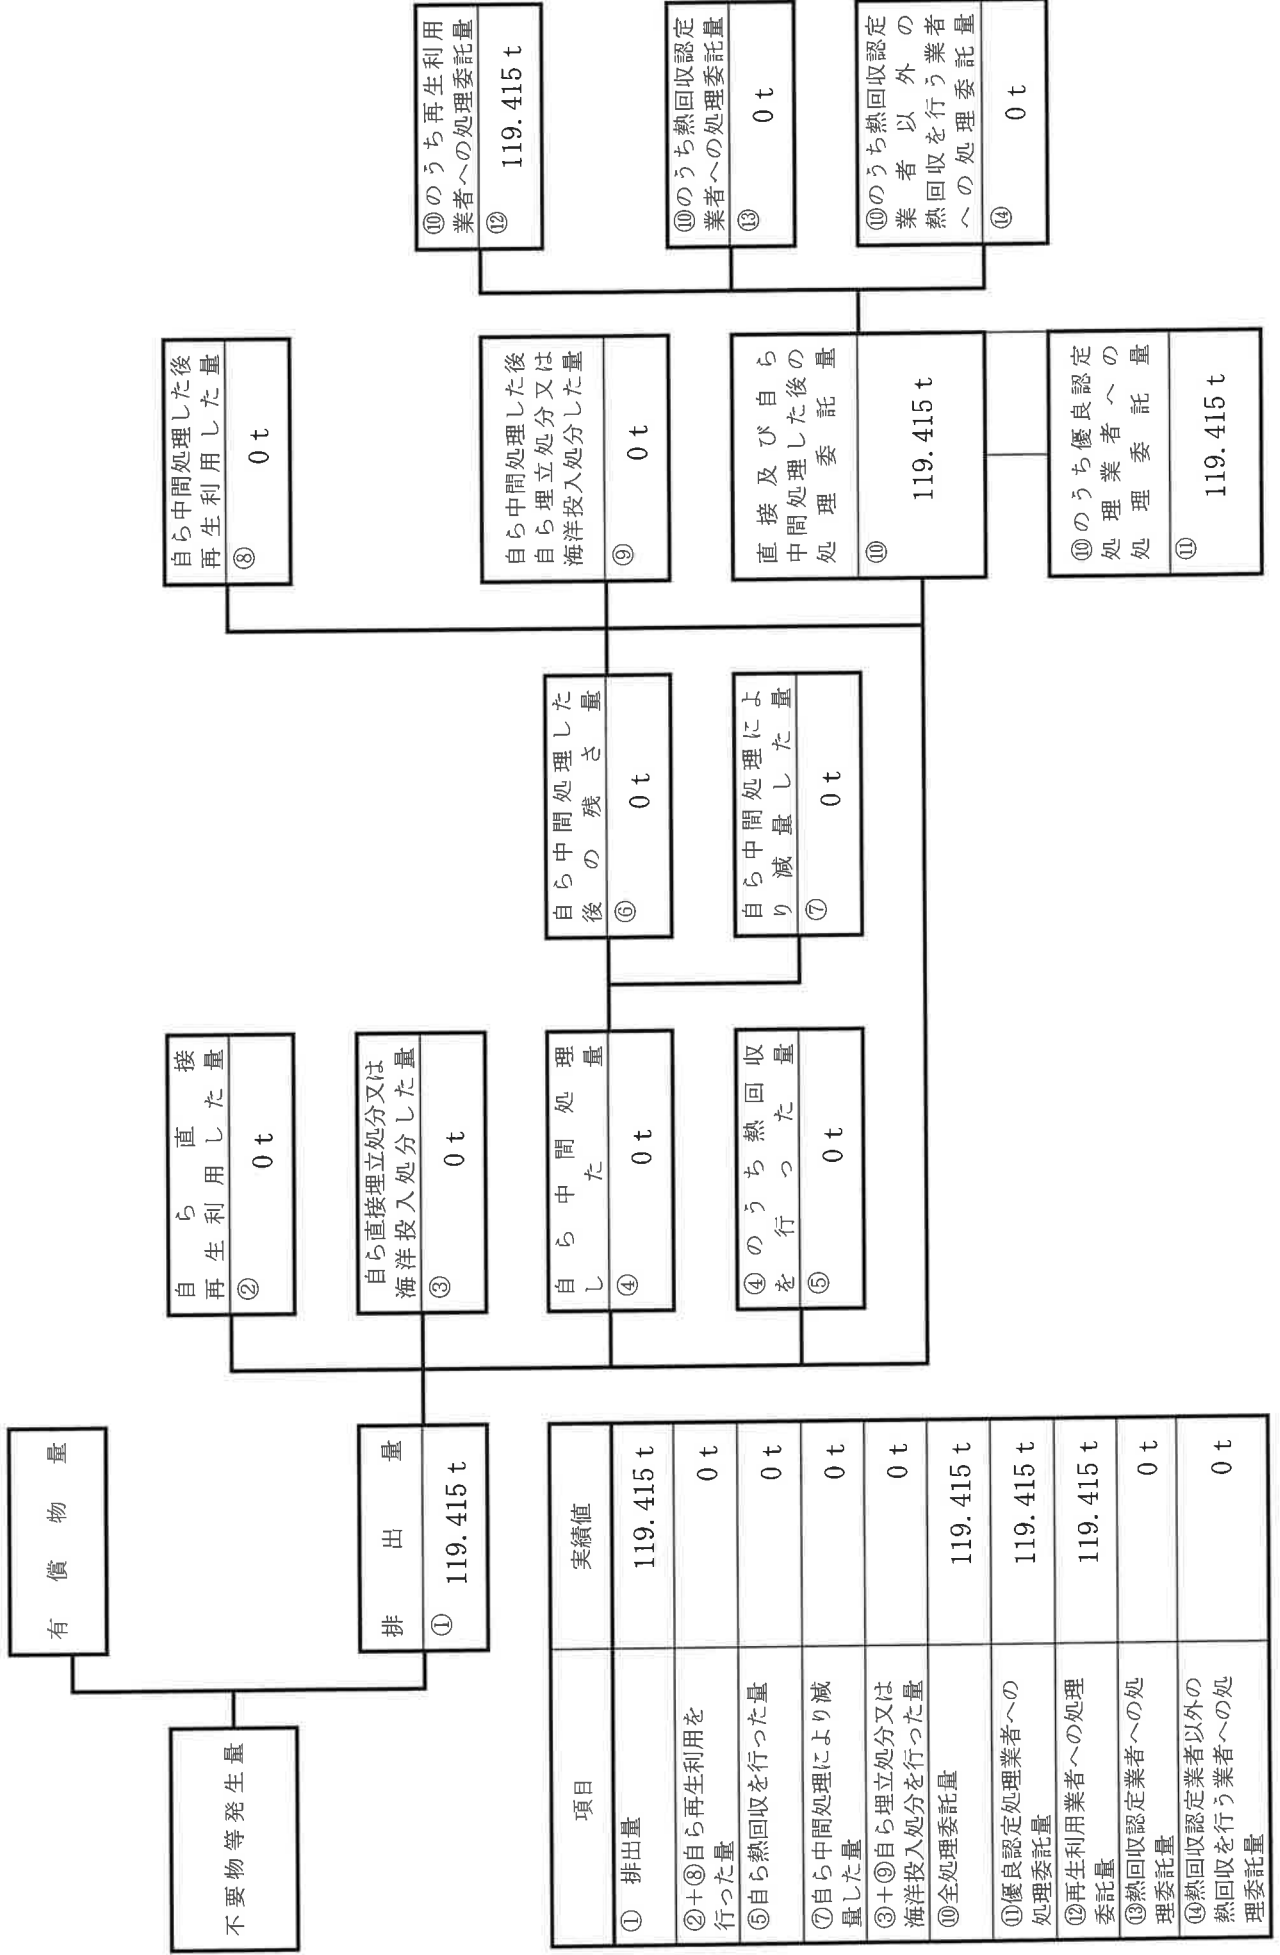 不要物等発生量
有償物量
排出量
① 119.415 t
自ら直接
再生利用した量
② 0 t
自ら直接埋立処分又は
海洋投入処分した量
③ 0 t
自ら中間処理
した量
④ 0 t
④のうち熱回収
を行った量
⑤ 0 t
自ら中間処理した
後の残さ量
⑥ 0 t
自ら中間処理によ
り減量した量
⑦ 0 t
自ら中間処理した後
再生利用した量
⑧ 0 t
自ら中間処理した後
自ら埋立処分又は
海洋投入処分した量
⑨ 0 t
直接及び自ら
中間処理した後の
処理委託量
⑩ 119.415 t
⑩のうち優良認定
処理業者への
処理委託量
⑪ 119.415 t
⑩のうち再生利用
業者への処理委託量
⑫ 119.415 t
⑩のうち熱回収認定
業者への処理委託量
⑬ 0 t
⑩のうち熱回収認定
業者以外の
熱回収を行う業者
への処理委託量
⑭ 0 t
項目 実績値
① 排出量 119.415 t
②+⑧自ら再生利用を
行った量 0 t
⑤自ら熱回収を行った量 0 t
⑦自ら中間処理により減
量した量 0 t
③+⑨自ら埋立処分又は
海洋投入処分を行った量 0 t
⑩全処理委託量 119.415 t
⑪優良認定処理業者への
処理委託量 119.415 t
⑫再生利用業者への処理
委託量 119.415 t
⑬熱回収認定業者への処
理委託量 0 t
⑭熱回収認定業者以外の
熱回収を行う業者への処
理委託量 0 t